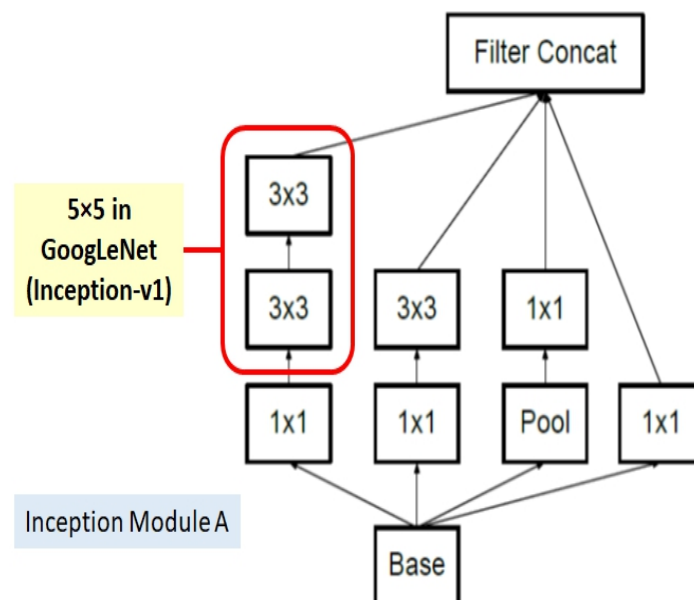 Filter Concat
3x3
5×5 in
GoogLeNet
(Inception-v1)
3x3
3x3
1x1
1x1
1x1
Pool
1x1
Inception Module A
Base